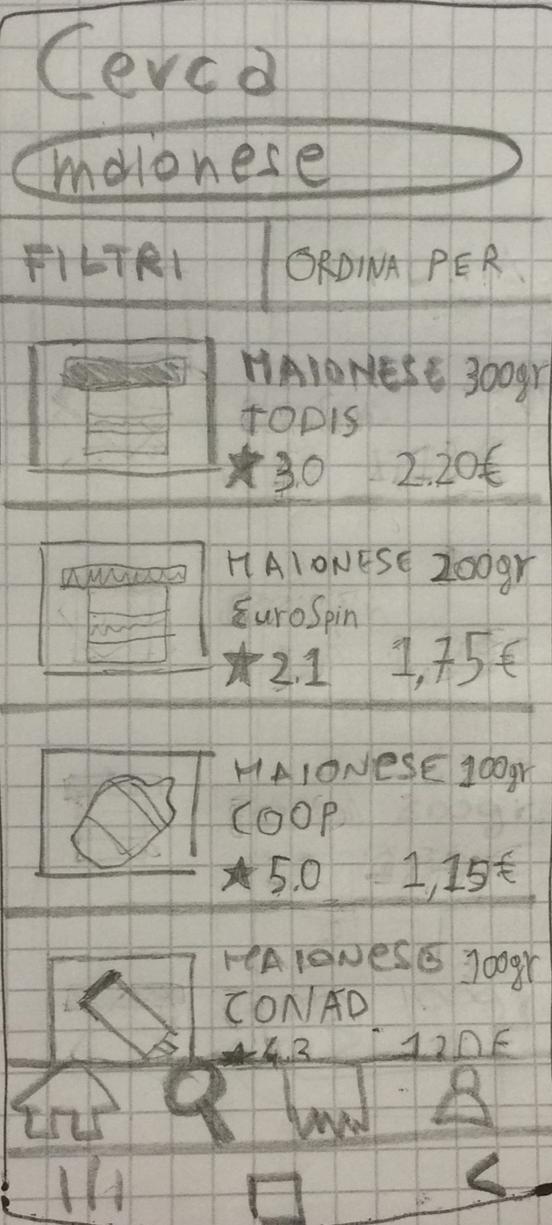 Cerca
maionese
FILTRI ORDINA PER
MAIONESE 300gr
TODIS
★ 3.0 2.20€
MAIONESE 200gr
EuroSpin
★ 2.1 1,75€
MAIONESE 100gr
COOP
★ 5.0 1,15€
MAIONESE 100gr
CONAD
★ 4.3